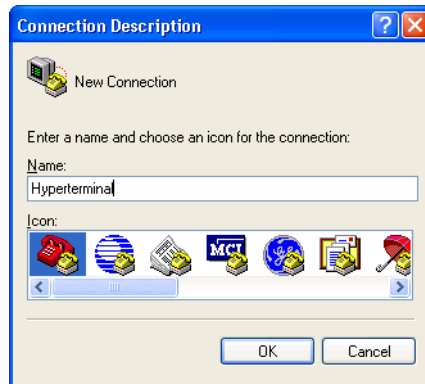 Connection Description
New Connection
Enter a name and choose an icon for the connection:
Name:
Hyperterminal
Icon:
MCI
OK Cancel